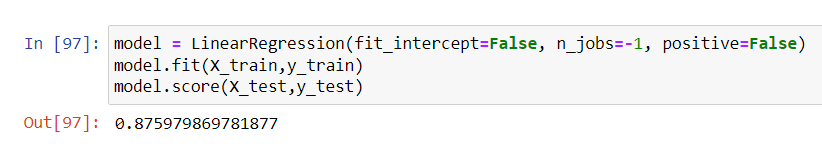 In [97]: model = LinearRegression(fit_intercept=False, n_jobs=-1, positive=False)
model.fit(X_train,y_train)
model.score(X_test,y_test)
Out[97]: 0.875979869781877